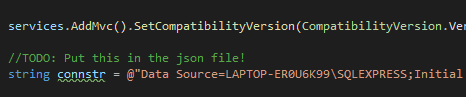 services.AddMvc().SetCompatibilityVersion(CompatibilityVersion.Ver
//TODO: Put this in the json file!
string connstr = @"Data Source=LAPTOP-ER0U6K99\SQLEXPRESS;Initial